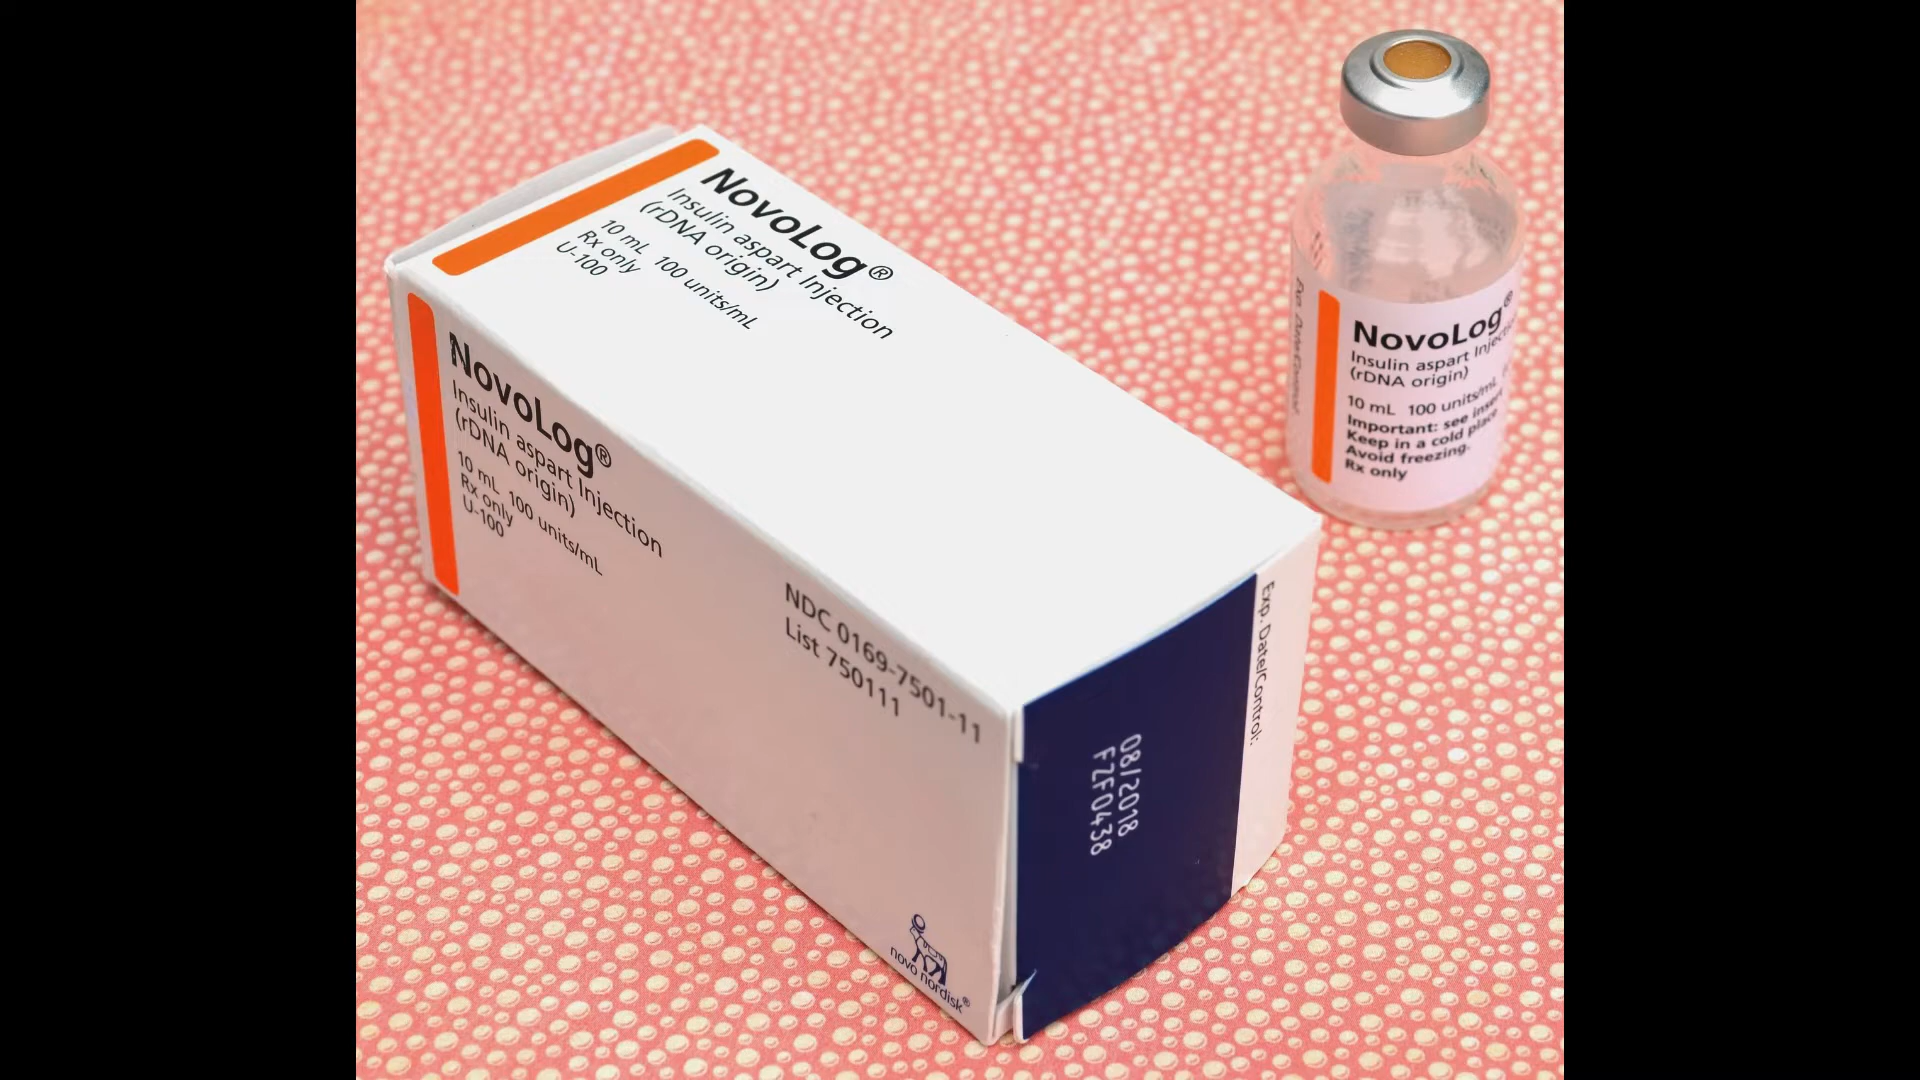 NovoLog®
Insulin aspart Injection
(rDNA origin)
10 mL 100 units/mL
Rx only
U-100
NovoLog®
Insulin aspart Injection
(rDNA origin)
10 mL 100 units/mL
Rx only
U-100
NDC 0169-7501-11
List 750111
novo nordisk®
08/2018
FZF0438
Exp. Date/Control:
Exp. Date/Control:
NovoLog®
Insulin aspart Injection
(rDNA origin)
10 mL 100 units/mL
Important: see insert
Keep in a cold place
Avoid freezing.
Rx only